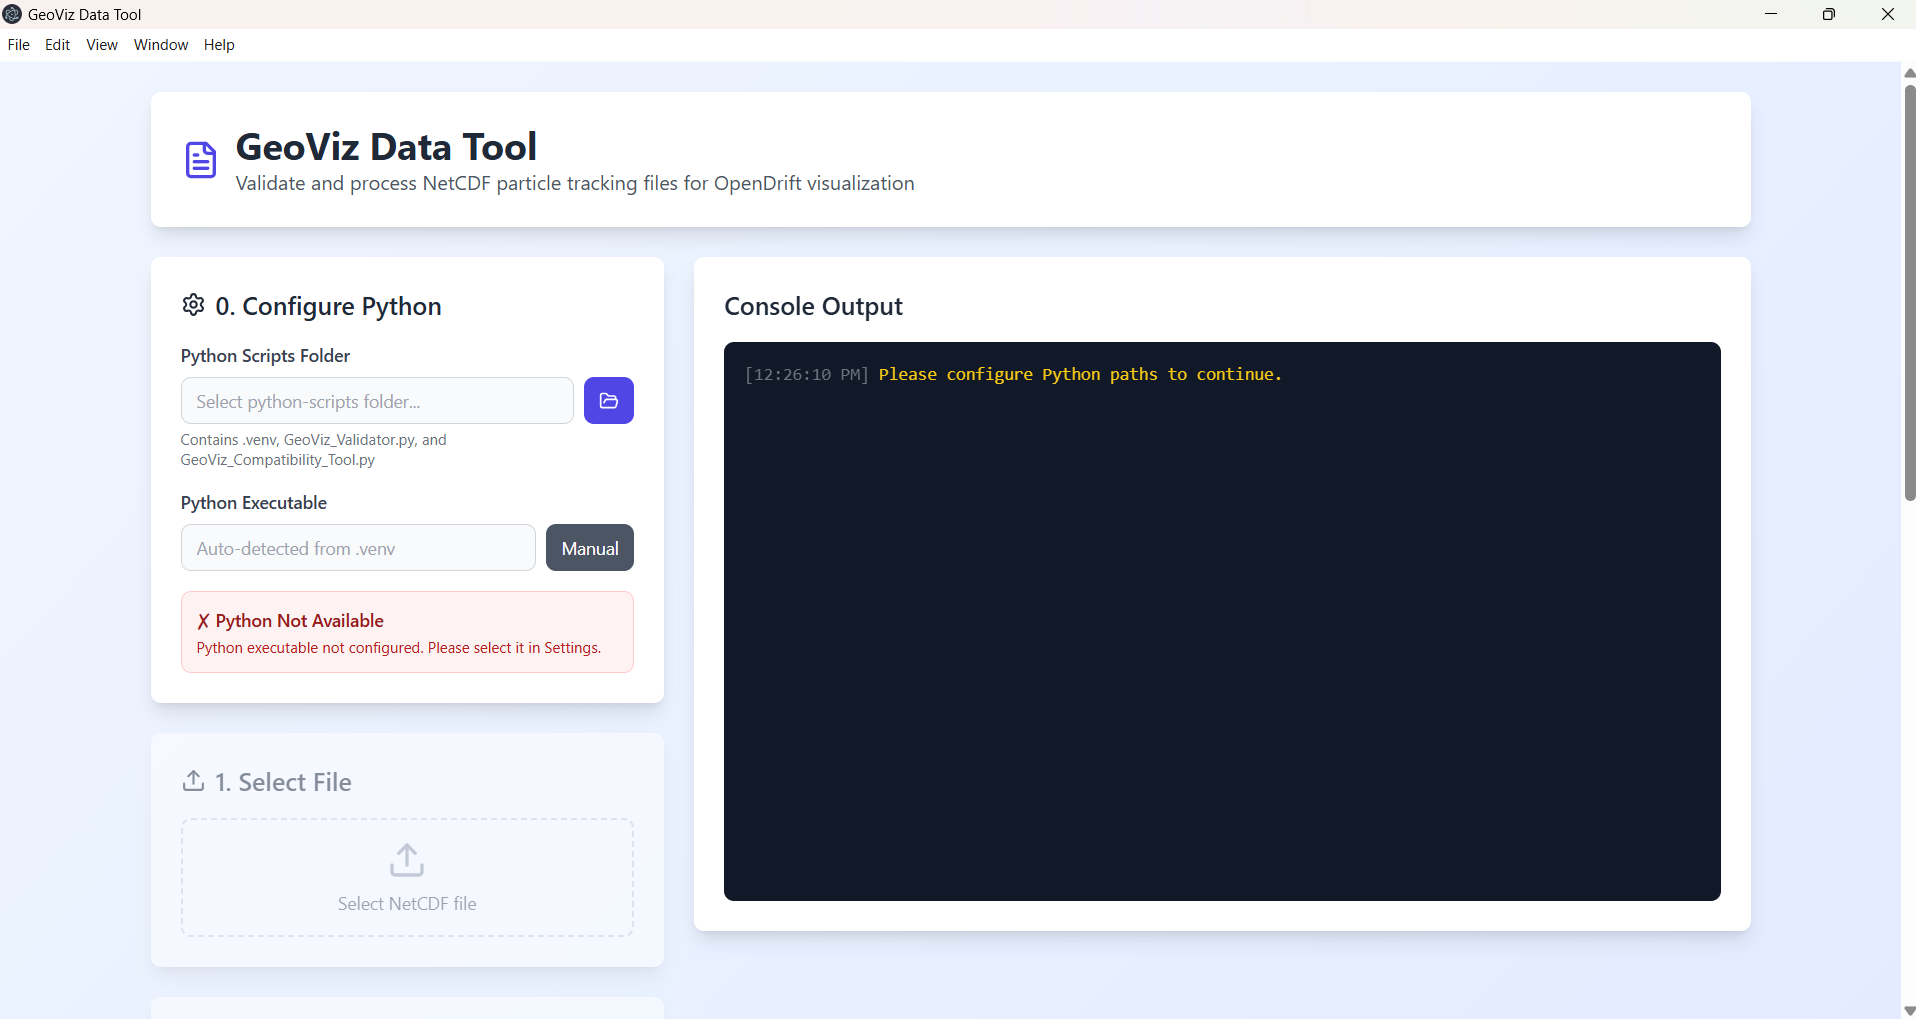 GeoViz Data Tool
File Edit View Window Help
GeoViz Data Tool
Validate and process NetCDF particle tracking files for OpenDrift visualization
0. Configure Python
Python Scripts Folder
Select python-scripts folder...
Contains .venv, GeoViz_Validator.py, and
GeoViz_Compatibility_Tool.py
Python Executable
Auto-detected from .venv
Manual
✗ Python Not Available
Python executable not configured. Please select it in Settings.
1. Select File
Select NetCDF file
Console Output
[12:26:10 PM] Please configure Python paths to continue.